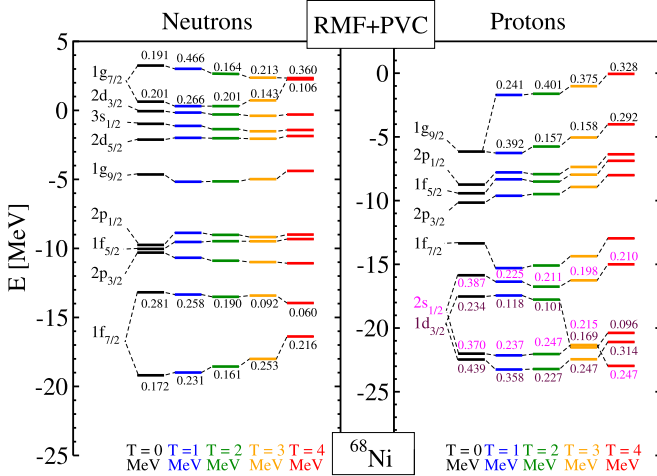 Neutrons
RMF+PVC
Protons
E [MeV]
5
0
-5
-10
-15
-20
-25
1g7/2
2d3/2
3s1/2
2d5/2
1g9/2
2p1/2
1f5/2
2p3/2
1f7/2
0.191
0.466
0.164
0.213
0.360
0.201
0.266
0.201
0.143
0.106
0.281
0.258
0.190
0.092
0.060
0.172
0.231
0.161
0.253
0.216
T = 0 T = 1 T = 2 T = 3 T = 4
MeV MeV MeV MeV MeV
68Ni
0
-5
-10
-15
-20
-25
1g9/2
2p1/2
1f5/2
2p3/2
1f7/2
2s1/2
1d3/2
0.241
0.401
0.375
0.328
0.392
0.157
0.158
0.292
0.387
0.225
0.211
0.198
0.210
0.234
0.118
0.101
0.215
0.169
0.096
0.370
0.237
0.247
0.314
0.439
0.358
0.227
0.247
0.247
T = 0 T = 1 T = 2 T = 3 T = 4
MeV MeV MeV MeV MeV